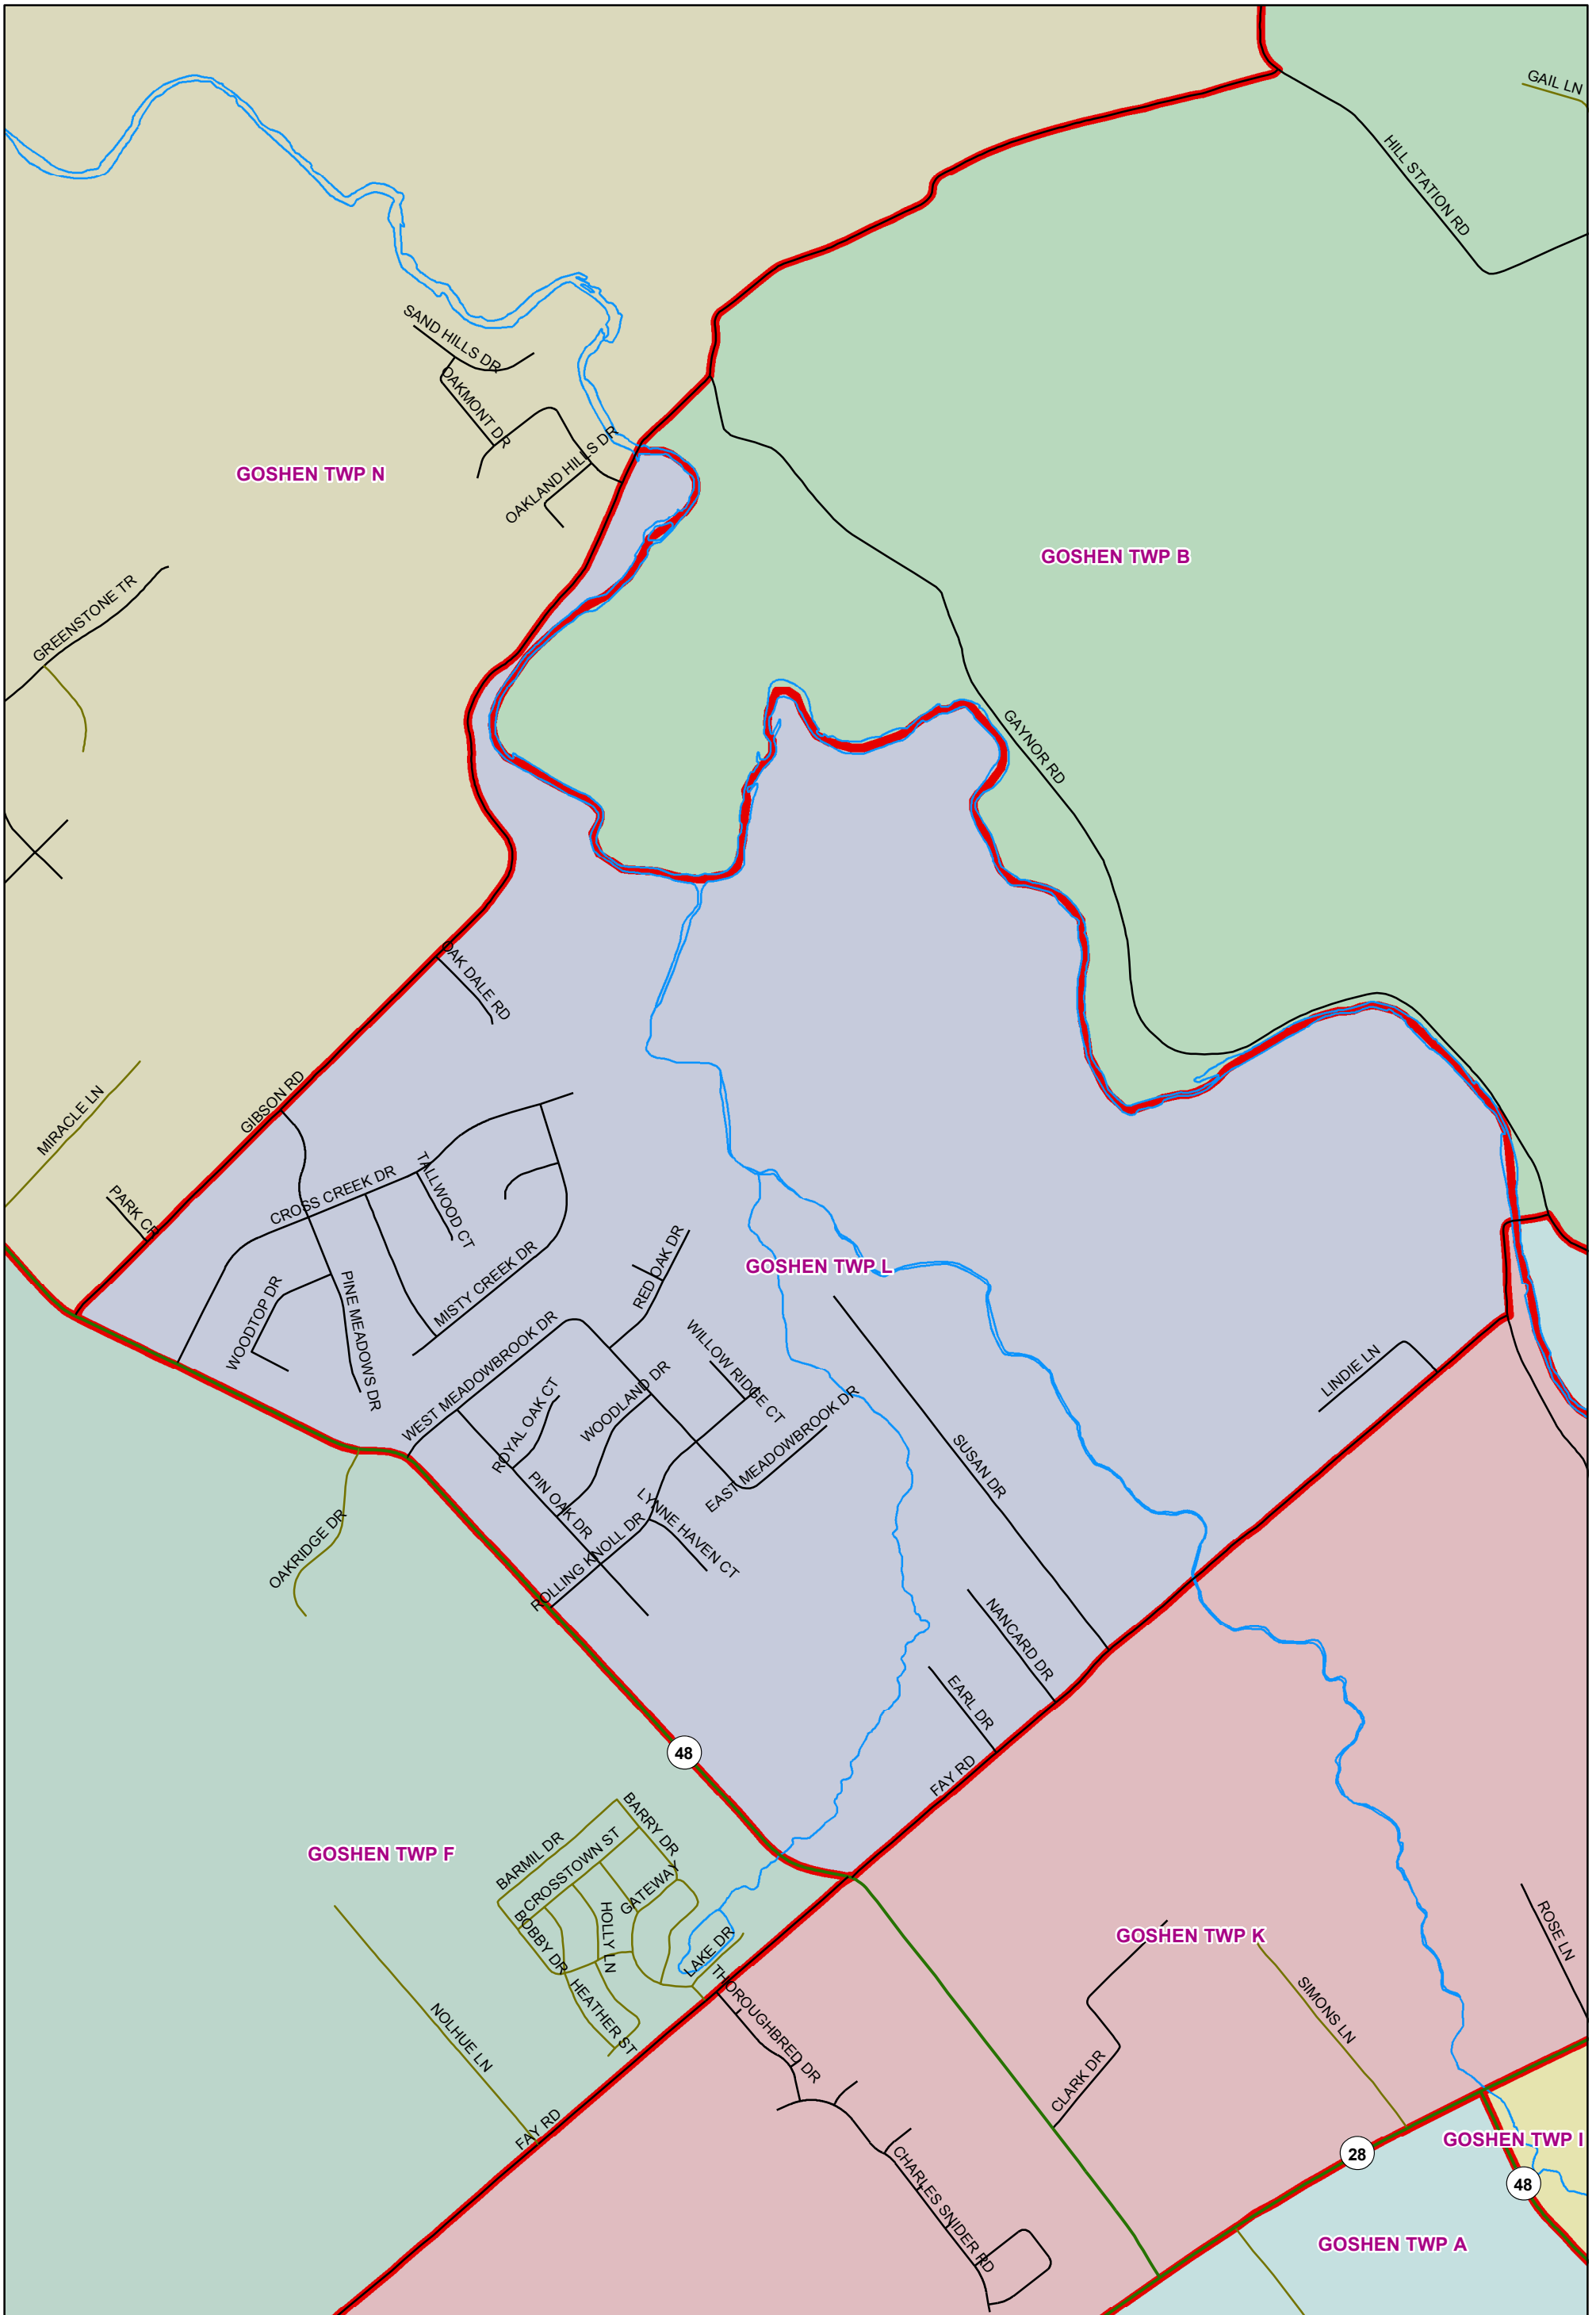 GAIL LN
HILL STATION RD
SAND HILLS DR
OAKMONT DR
OAKLAND HILLS DR
GOSHEN TWP N
GOSHEN TWP B
GREENSTONE TR
GAYNOR RD
OAK DALE RD
GIBSON RD
MIRACLE LN
PARK CR
CROSS CREEK DR
TALLWOOD CT
MISTY CREEK DR
RED OAK DR
GOSHEN TWP L
WOODTOP DR
PINE MEADOWS DR
WEST MEADOWBROOK DR
WILLOW RIDGE CT
LINDIE LN
ROYAL OAK CT
WOODLAND DR
EAST MEADOWBROOK DR
SUSAN DR
PIN OAK DR
LYNNE HAVEN CT
ROLLING KNOLL DR
OAKRIDGE DR
NANCARD DR
EARL DR
48
FAY RD
BARRY DR
GOSHEN TWP F
BARMIL DR
CROSSTOWN ST
GATEWAY
HOLLY LN
BOBBY DR
LAKE DR
HEATHER ST
THOROUGHBRED DR
GOSHEN TWP K
ROSE LN
SIMONS LN
NOLHUE LN
CLARK DR
FAY RD
CHARLES SNIDER RD
28
GOSHEN TWP I
48
GOSHEN TWP A